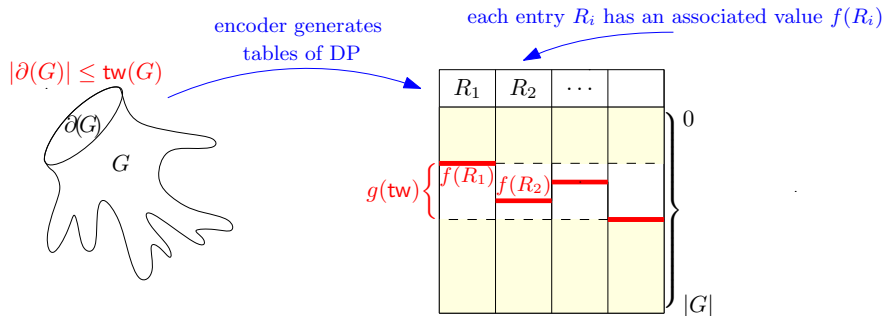 encoder generates
tables of DP
each entry R_i has an associated value f(R_i)
|∂(G)| ≤ tw(G)
∂(G)
G
R_1 R_2 ⋯
0
g(tw)
f(R_1) f(R_2)
|G|